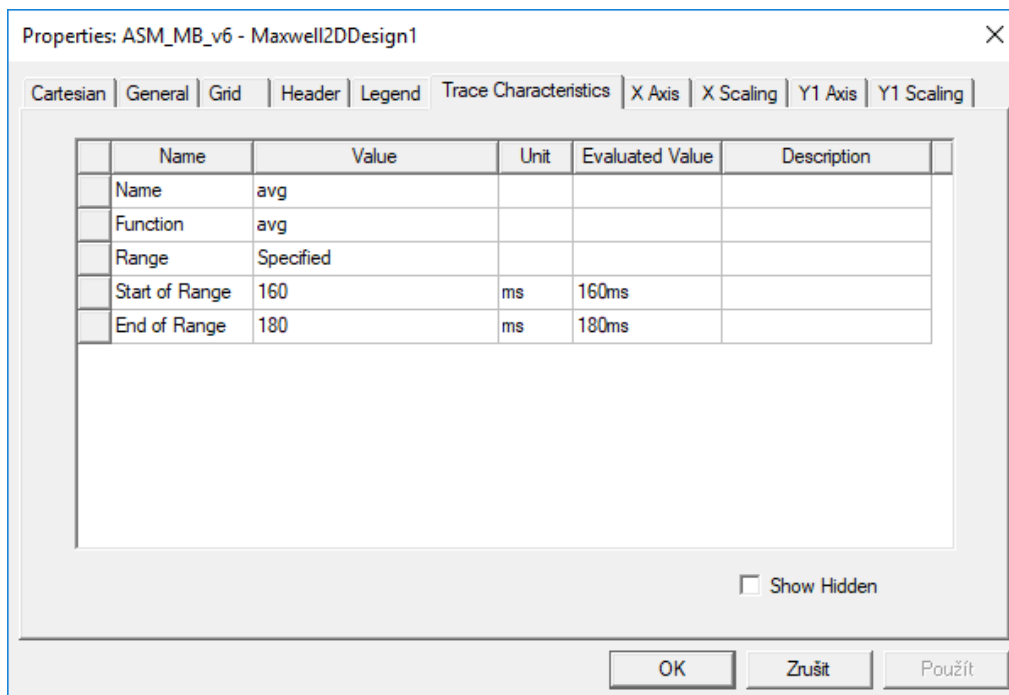 Properties: ASM_MB_v6 - Maxwell2DDesign1
Cartesian General Grid Header Legend Trace Characteristics X Axis X Scaling Y1 Axis Y1 Scaling
Name Value Unit Evaluated Value Description
Name avg
Function avg
Range Specified
Start of Range 160 ms 160ms
End of Range 180 ms 180ms
Show Hidden
OK Zrušit Použít